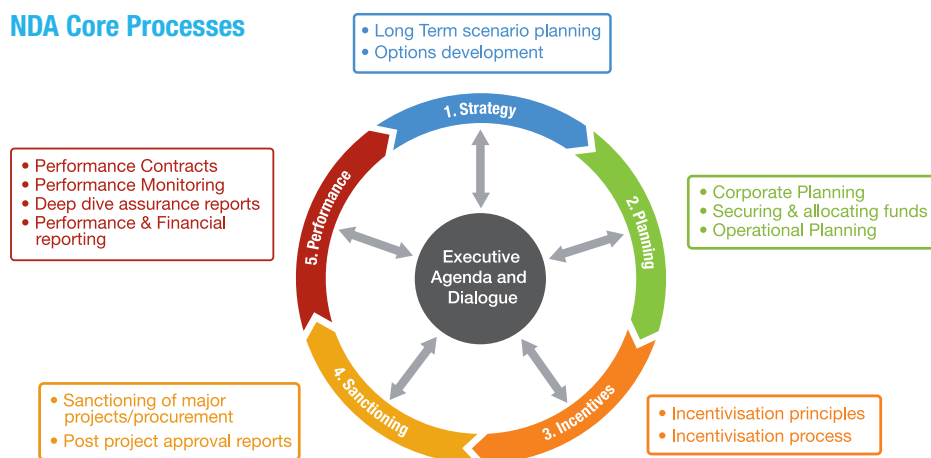 NDA Core Processes
• Long Term scenario planning
• Options development
1. Strategy
• Performance Contracts
• Performance Monitoring
• Deep dive assurance reports
• Performance & Financial
reporting
5. Performance
2. Planning
• Corporate Planning
• Securing & allocating funds
• Operational Planning
Executive
Agenda and
Dialogue
4. Sanctioning
3. Incentives
• Sanctioning of major
projects/procurement
• Post project approval reports
• Incentivisation principles
• Incentivisation process